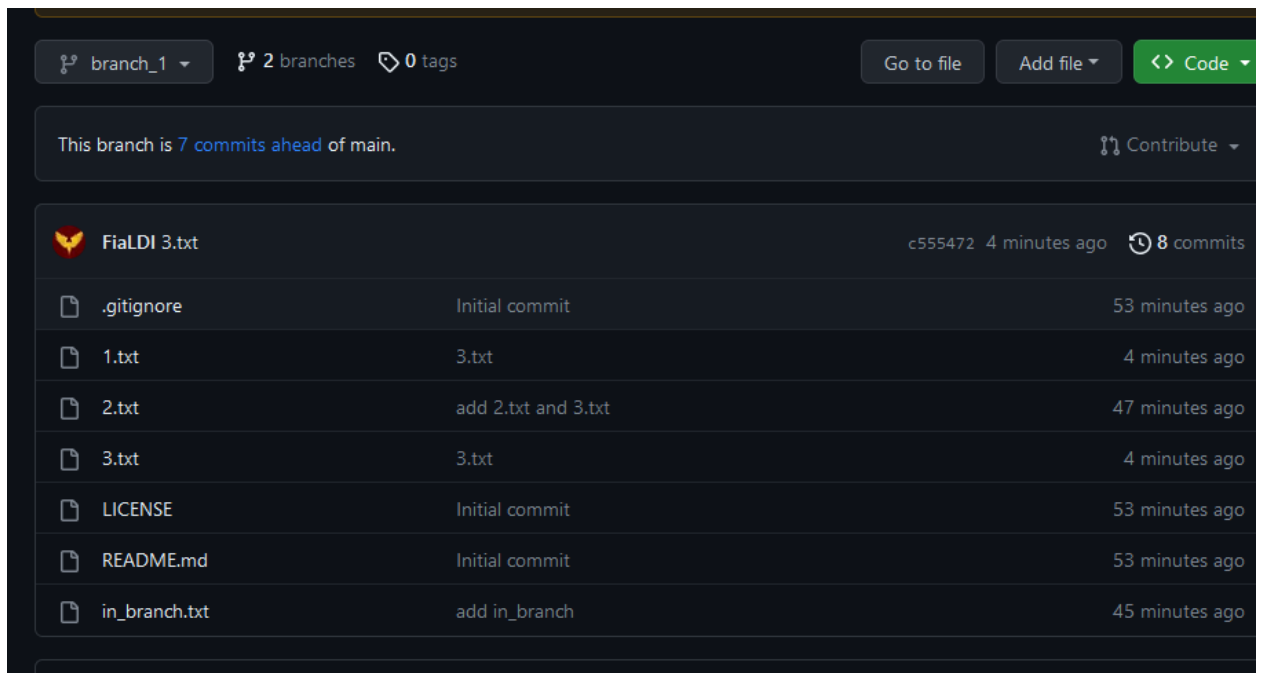 branch_1 2 branches 0 tags Go to file Add file Code
This branch is 7 commits ahead of main. Contribute
FiaLDI 3.txt c555472 4 minutes ago 8 commits
.gitignore Initial commit 53 minutes ago
1.txt 3.txt 4 minutes ago
2.txt add 2.txt and 3.txt 47 minutes ago
3.txt 3.txt 4 minutes ago
LICENSE Initial commit 53 minutes ago
README.md Initial commit 53 minutes ago
in_branch.txt add in_branch 45 minutes ago